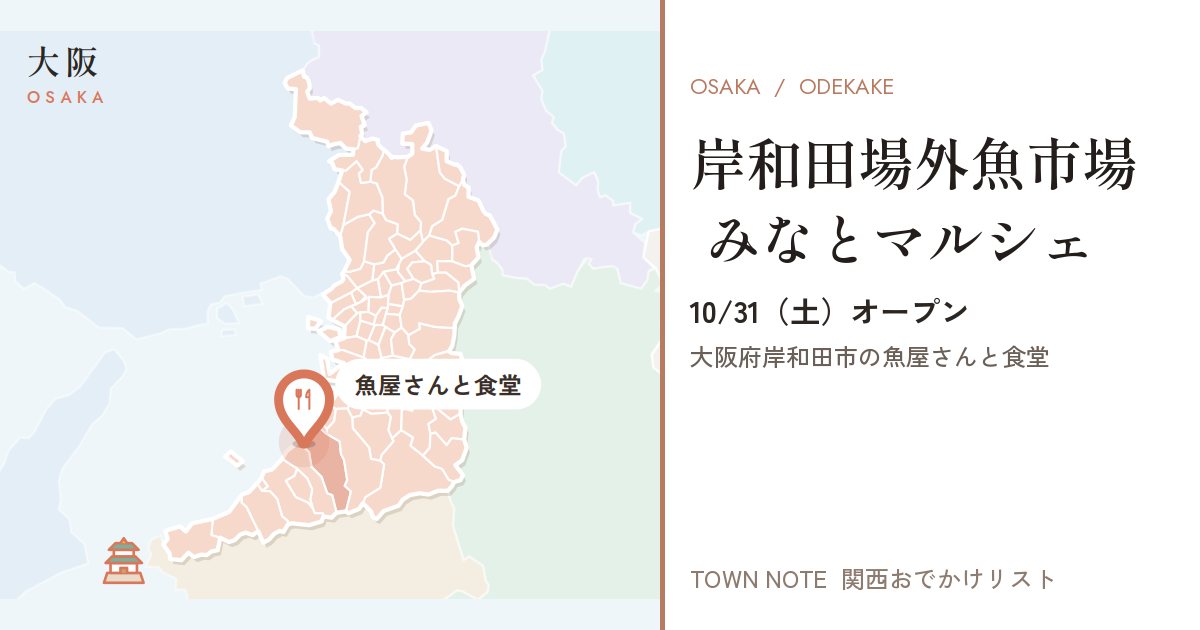 大阪
OSAKA
魚屋さんと食堂
OSAKA / ODEKAKE
岸和田場外魚市場
みなとマルシェ
10/31（土）オープン
大阪府岸和田市の魚屋さんと食堂
TOWN NOTE 関西おでかけリスト